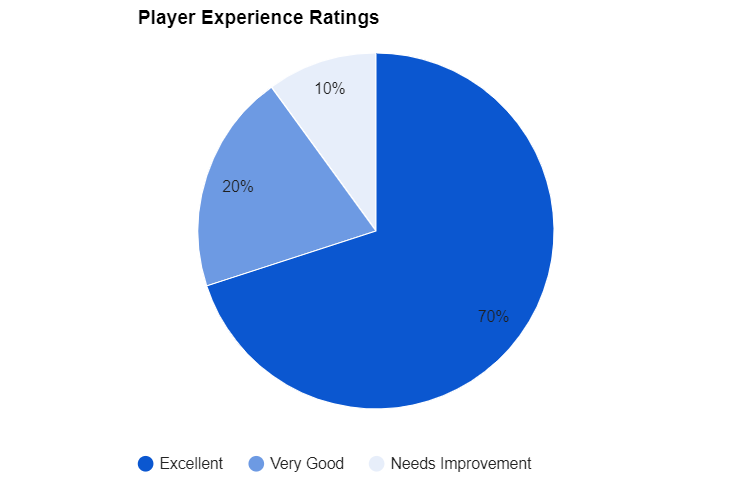 Player Experience Ratings
10%
20%
70%
Excellent
Very Good
Needs Improvement